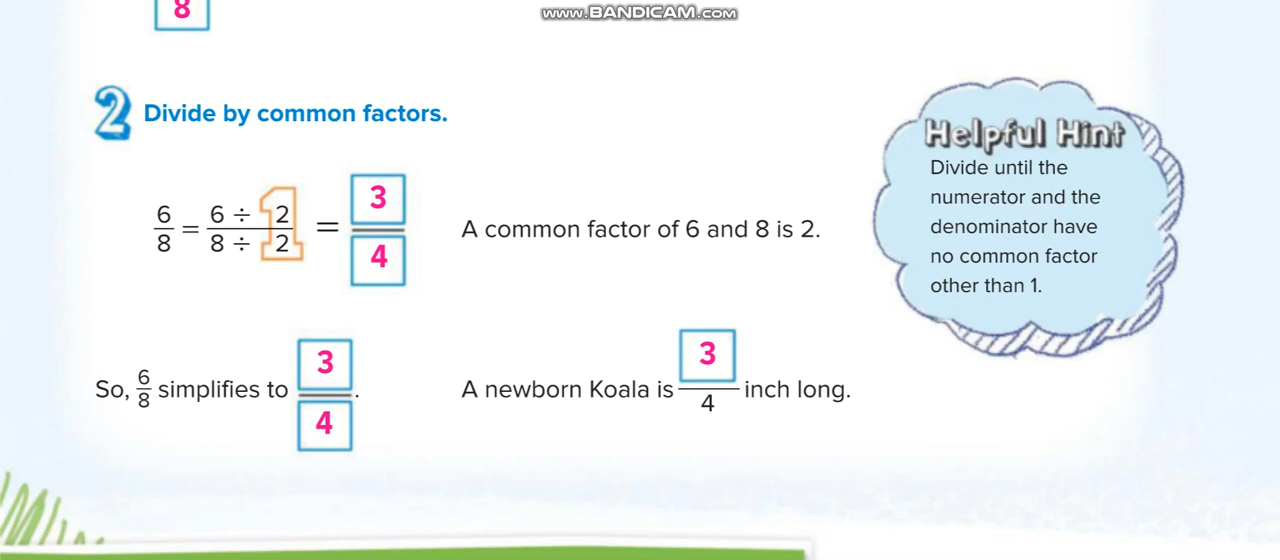 www.BANDICAM.com
8
2 Divide by common factors.
6/8 = 6 ÷ 2 / 8 ÷ 2 = 3/4
1
A common factor of 6 and 8 is 2.
So, 6/8 simplifies to 3/4.
A newborn Koala is 3/4 inch long.
Helpful Hint
Divide until the
numerator and the
denominator have
no common factor
other than 1.